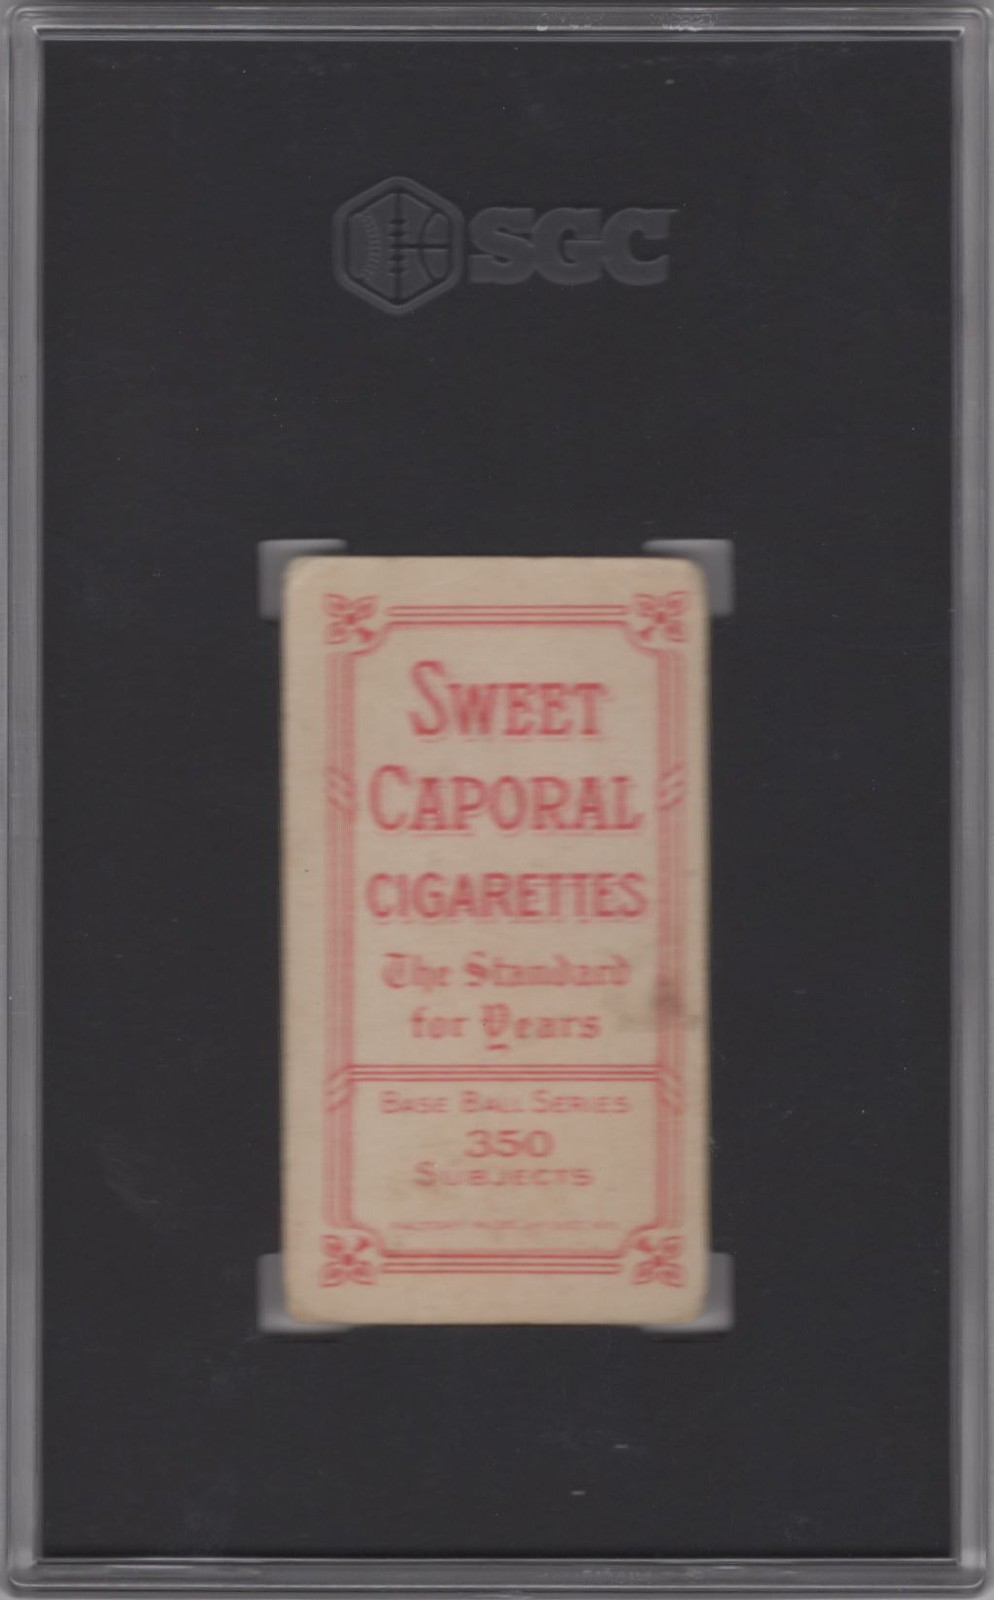 SGC
SWEET
CAPORAL
CIGARETTES
The Standard
for Years
BASE BALL SERIES
350
SUBJECTS